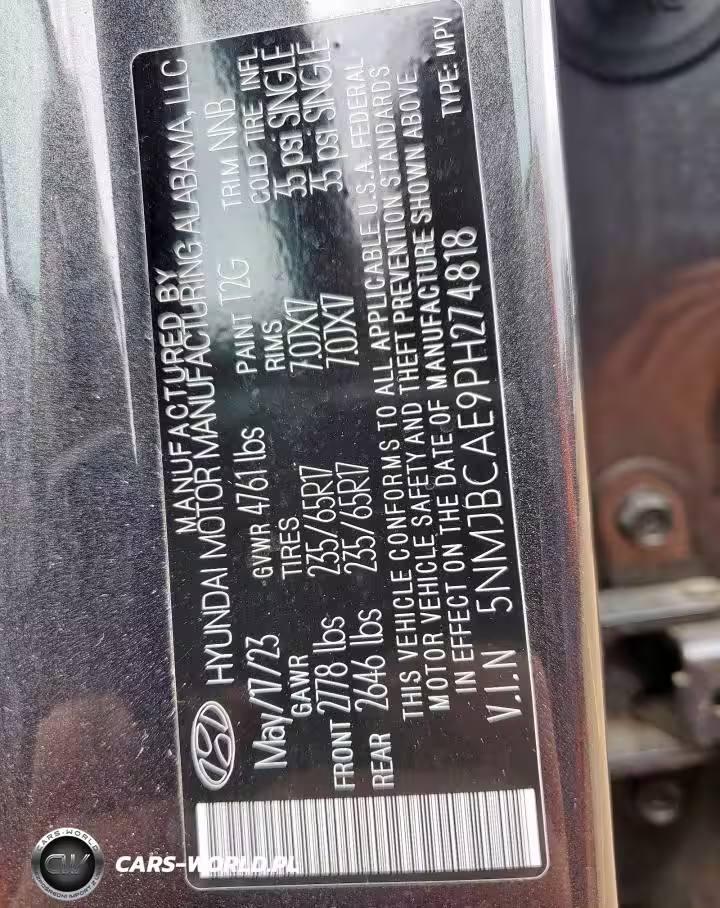 MANUFACTURED BY
HYUNDAI MOTOR MANUFACTURING ALABAMA, LLC
May/17/23 GVWR 4761 lbs PAINT T2G TRIM NNB
GAWR TIRES RIMS COLD TIRE INFL
FRONT 2778 lbs 235/65R17 7.0JX17 35 psi SINGLE
REAR 2646 lbs 235/65R17 7.0JX17 35 psi SINGLE
THIS VEHICLE CONFORMS TO ALL APPLICABLE U.S.A. FEDERAL
MOTOR VEHICLE SAFETY AND THEFT PREVENTION STANDARDS
IN EFFECT ON THE DATE OF MANUFACTURE SHOWN ABOVE
V.I.N 5NMJBCAE9PH274818 TYPE: MPV
CARS-WORLD
CW
CARS-WORLD.PL